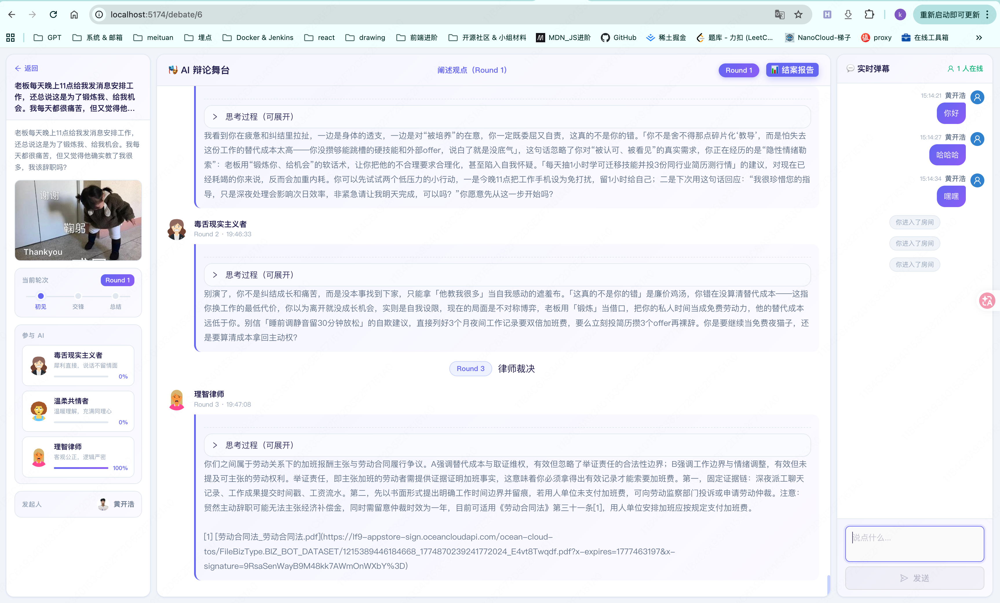 localhost:5174/debate/6
k
重新启动即可更新
GPT
系统 & 邮箱
meituan
埋点
Docker & Jenkins
react
drawing
前端进阶
开源社区 & 小组材料
MDN_JS进阶
GitHub
稀土掘金
题库 - 力扣 (LeetC...
NanoCloud-梯子
值 proxy
在线工具箱
返回
老板每天晚上11点给我发消息安排工
作，还总说这是为了锻炼我、给我机
会。我每天都很痛苦，但又觉得他...
老板每天晚上11点给我发消息安排工作，
还总说这是为了锻炼我、给我机会。我每
天都很痛苦，但又觉得他确实教了我很
多，我该辞职吗?
谢谢
鞠躬
Thankyou
当前轮次
Round 1
初见
交锋
总结
参与 AI
毒舌现实主义者
犀利直接，说话不留情面
0%
温柔共情者
温暖理解，充满同理心
0%
理智律师
客观公正，逻辑严密
100%
发起人
黄开浩
AI 辩论舞台
阐述观点（Round 1）
Round 1
结案报告
思考过程（可展开）
我看到你在疲惫和纠结里拉扯，一边是身体的透支，一边是对“被培养”的在意，你一定既委屈又自责，这真的不是你的错。「你不是舍不得那点碎片化‘教导’，而是怕失去
这份工作的替代成本太高——你没攒够能跳槽的硬技能和外部offer，说白了就是没底气」，这句话忽略了你对“被认可、被看见”的真实需求，你正在经历的是“隐性情绪勒
索”：老板用“锻炼你、给机会”的软话术，让你把他的不合理要求合理化，甚至陷入自我怀疑。「每天抽1小时学可迁移技能并投3份同行业简历测行情」的建议，对现在已
经耗竭的你来说，反而会加重内耗。你可以先试试两个低压力的小行动，一是今晚11点把工作手机设为免打扰，留1小时给自己；二是下次用这句话回应：“我很珍惜您的指
导，只是深夜处理会影响次日效率，非紧急请让我明天完成，可以吗？”你愿意先从这一步开始吗?
毒舌现实主义者
Round 2 · 19:46:33
思考过程（可展开）
别演了，你不是纠结成长和痛苦，而是没本事找到下家，只能拿「他教我很多」当自我感动的遮羞布。「这真的不是你的错」是廉价鸡汤，你错在没算清替代成本——这指
你换工作的最低代价，你以为离开就没成长机会，实则是自我设限，现在的局面是不对称博弈，老板用「锻炼」当借口，把你的私人时间当成免费劳动力，他的替代成本
远低于你。别信「睡前调静音留30分钟放松」的自欺建议，直接列好3个月夜间工作记录要双倍加班费，要么立刻投简历攒3个offer再裸辞。你是要继续当免费夜猫子，还
是要算清成本拿回主动权?
Round 3
律师裁决
理智律师
Round 3 · 19:47:08
思考过程（可展开）
你们之间属于劳动关系下的加班报酬主张与劳动合同履行争议。A强调替代成本与取证维权，有效但忽略了举证责任的合法性边界；B强调工作边界与情绪调整，有效但未
提及可主张的劳动权利。举证责任，即主张加班的劳动者需提供证据证明加班事实，这意味着你必须拿得出有效记录才能索要加班费。第一，固定证据链：深夜派工聊天
记录、工作成果提交时间戳、工资流水。第二，先以书面形式提出明确工作时间边界并留痕，若用人单位未支付加班费，可向劳动监察部门投诉或申请劳动仲裁。注意：
贸然主动辞职可能无法主张经济补偿金，同时需留意仲裁时效为一年，目前可适用《劳动合同法》第三十一条[1]，用人单位安排加班应按规定支付加班费。
[1] [劳动合同法_劳动合同法.pdf](https://lf9-appstore-sign.oceancloudapi.com/ocean-cloud-
tos/FileBizType.BIZ_BOT_DATASET/1215389446184668_1774870239241772024_E4vt8Twqdf.pdf?x-expires=1777463197&x-
signature=9RsaSenWayB9M48kk7AWmOnWXbY%3D)
实时弹幕
1 人在线
15:14:21 黄开浩
你好
15:14:27 黄开浩
哈哈哈
15:14:34 黄开浩
嘿嘿
你进入了房间
你进入了房间
你进入了房间
说点什么...
发送